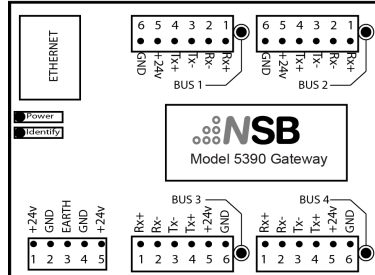 6 5 4 3 2 1
GND +24v Tx+ Tx- Rx- Rx+
BUS 1
6 5 4 3 2 1
GND +24v Tx+ Tx- Rx- Rx+
BUS 2
ETHERNET
Power
Identify
NSB
Model 5390 Gateway
+24v GND EARTH GND +24v
1 2 3 4 5
BUS 3
Rx+ Rx- Tx- Tx+ +24v GND
1 2 3 4 5 6
BUS 4
Rx+ Rx- Tx- Tx+ +24v GND
1 2 3 4 5 6